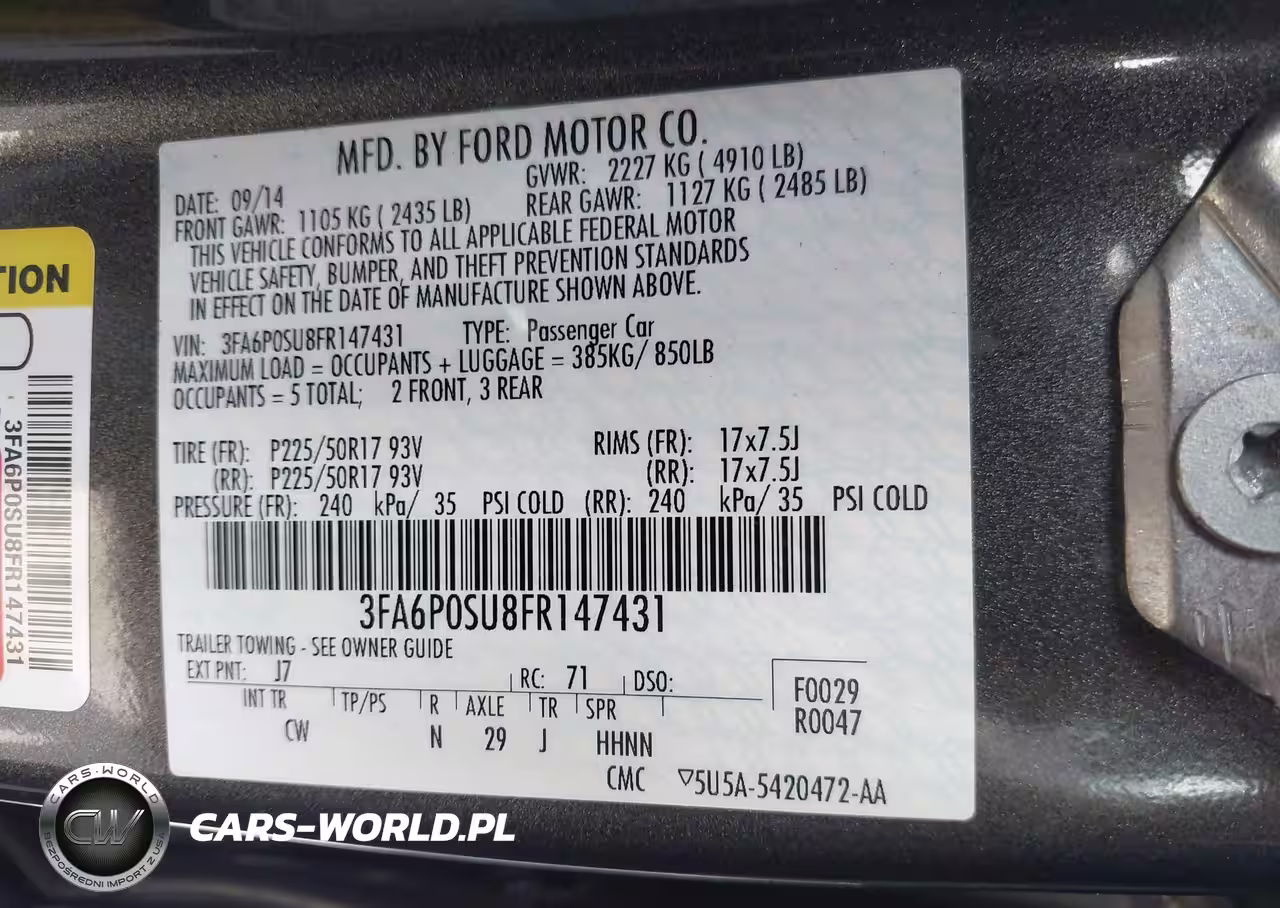 MFD. BY FORD MOTOR CO.
DATE: 09/14 GVWR: 2227 KG ( 4910 LB)
FRONT GAWR: 1105 KG ( 2435 LB) REAR GAWR: 1127 KG ( 2485 LB)
THIS VEHICLE CONFORMS TO ALL APPLICABLE FEDERAL MOTOR
VEHICLE SAFETY, BUMPER, AND THEFT PREVENTION STANDARDS
IN EFFECT ON THE DATE OF MANUFACTURE SHOWN ABOVE.
VIN: 3FA6P0SU8FR147431 TYPE: Passenger Car
MAXIMUM LOAD = OCCUPANTS + LUGGAGE = 385KG/ 850LB
OCCUPANTS = 5 TOTAL; 2 FRONT, 3 REAR
TIRE (FR): P225/50R17 93V RIMS (FR): 17x7.5J
(RR): P225/50R17 93V (RR): 17x7.5J
PRESSURE (FR): 240 kPa/ 35 PSI COLD (RR): 240 kPa/ 35 PSI COLD
3FA6P0SU8FR147431
TRAILER TOWING - SEE OWNER GUIDE
EXT PNT: J7 RC: 71 DSO:
F0029
R0047
INT TR TP/PS R AXLE TR SPR
CW N 29 J HHNN
CMC ▽5U5A-5420472-AA
TION
3FA6P0SU8FR147431
CARS-WORLD
CW
BEZPOŚREDNI IMPORT Z USA
CARS-WORLD.PL